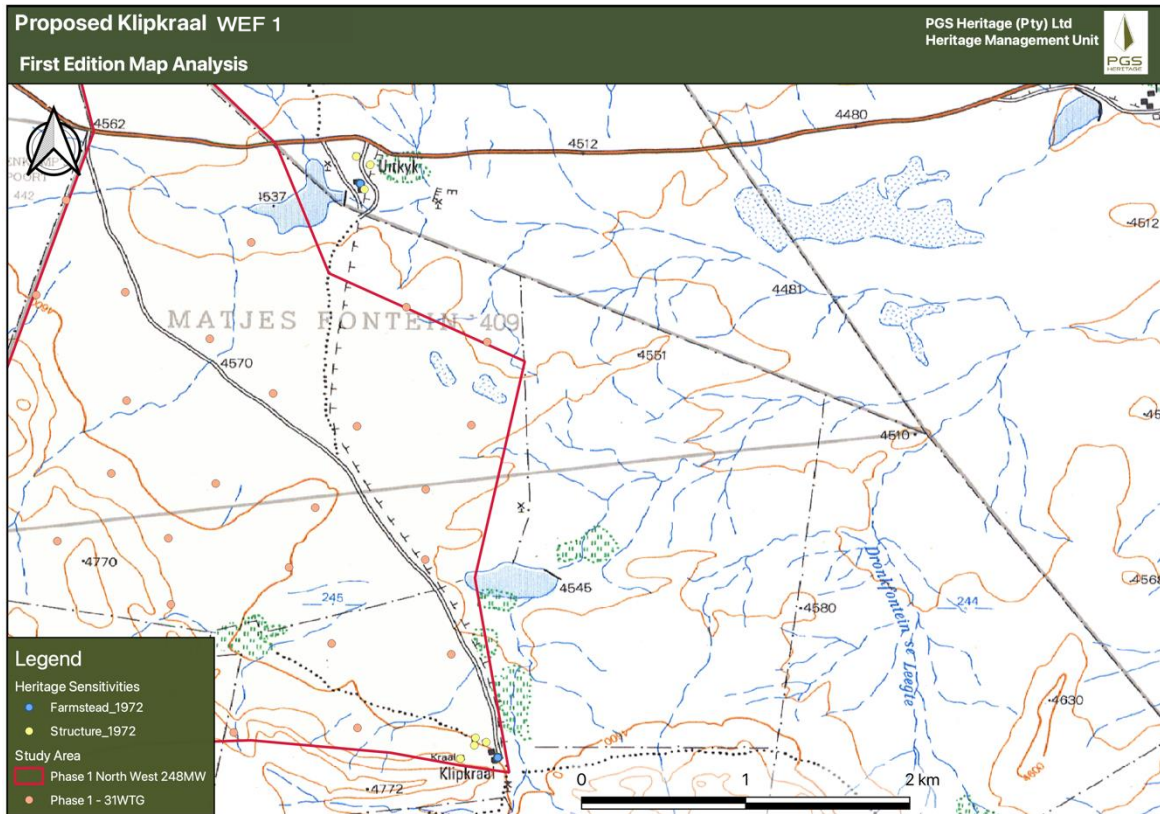 Proposed Klipkraal WEF 1
First Edition Map Analysis
PGS Heritage (Pty) Ltd
Heritage Management Unit
PGS
HERITAGE
4562
4512
4480
Uitkyk
POORT
442
4537
E
4512
4481
MATJES FONTEIN 409
4570
4551
4510
4770
4545
245
4580
244
4568
Dronkfontein se Leegte
4630
4600
Kraal
Klipkraal
4772
Legend
Heritage Sensitivities
Farmstead_1972
Structure_1972
Study Area
Phase 1 North West 248MW
Phase 1 - 31WTG
0
1
2 km